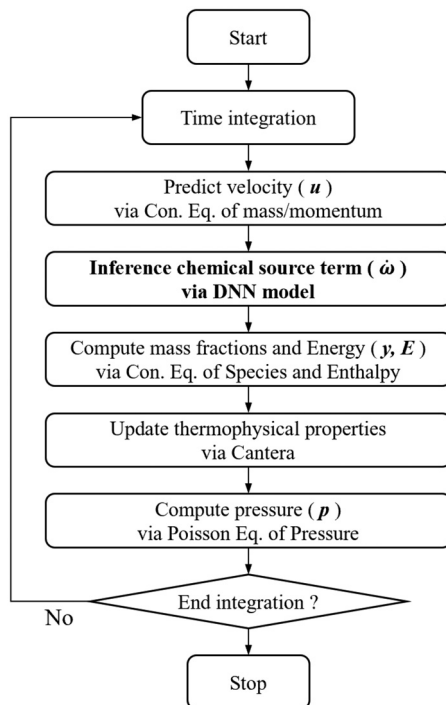 Start
Time integration
Predict velocity ( u )
via Con. Eq. of mass/momentum
Inference chemical source term ( ω̇ )
via DNN model
Compute mass fractions and Energy ( y, E )
via Con. Eq. of Species and Enthalpy
Update thermophysical properties
via Cantera
Compute pressure ( p )
via Poisson Eq. of Pressure
End integration ?
No
Stop